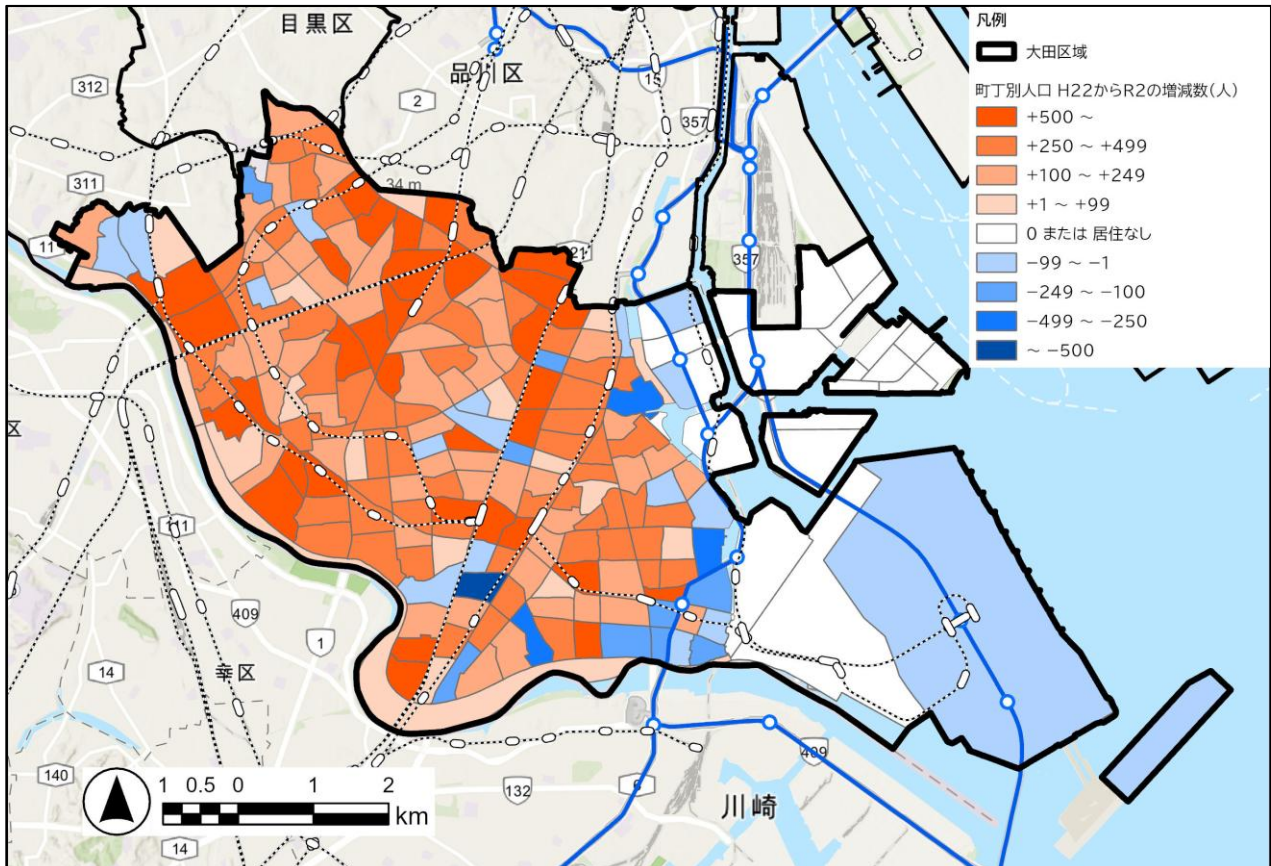 凡例
大田区域
町丁別人口 H22からR2の増減数(人)
+500 ~
+250 ~ +499
+100 ~ +249
+1 ~ +99
0 または 居住なし
-99 ~ -1
-249 ~ -100
-499 ~ -250
~ -500
目黒区
品川区
312
2
15
357
311
34 m
11
21
357
区
409
1
14
幸区
140
132
6
409
川崎
14
1 0.5 0 1 2
km